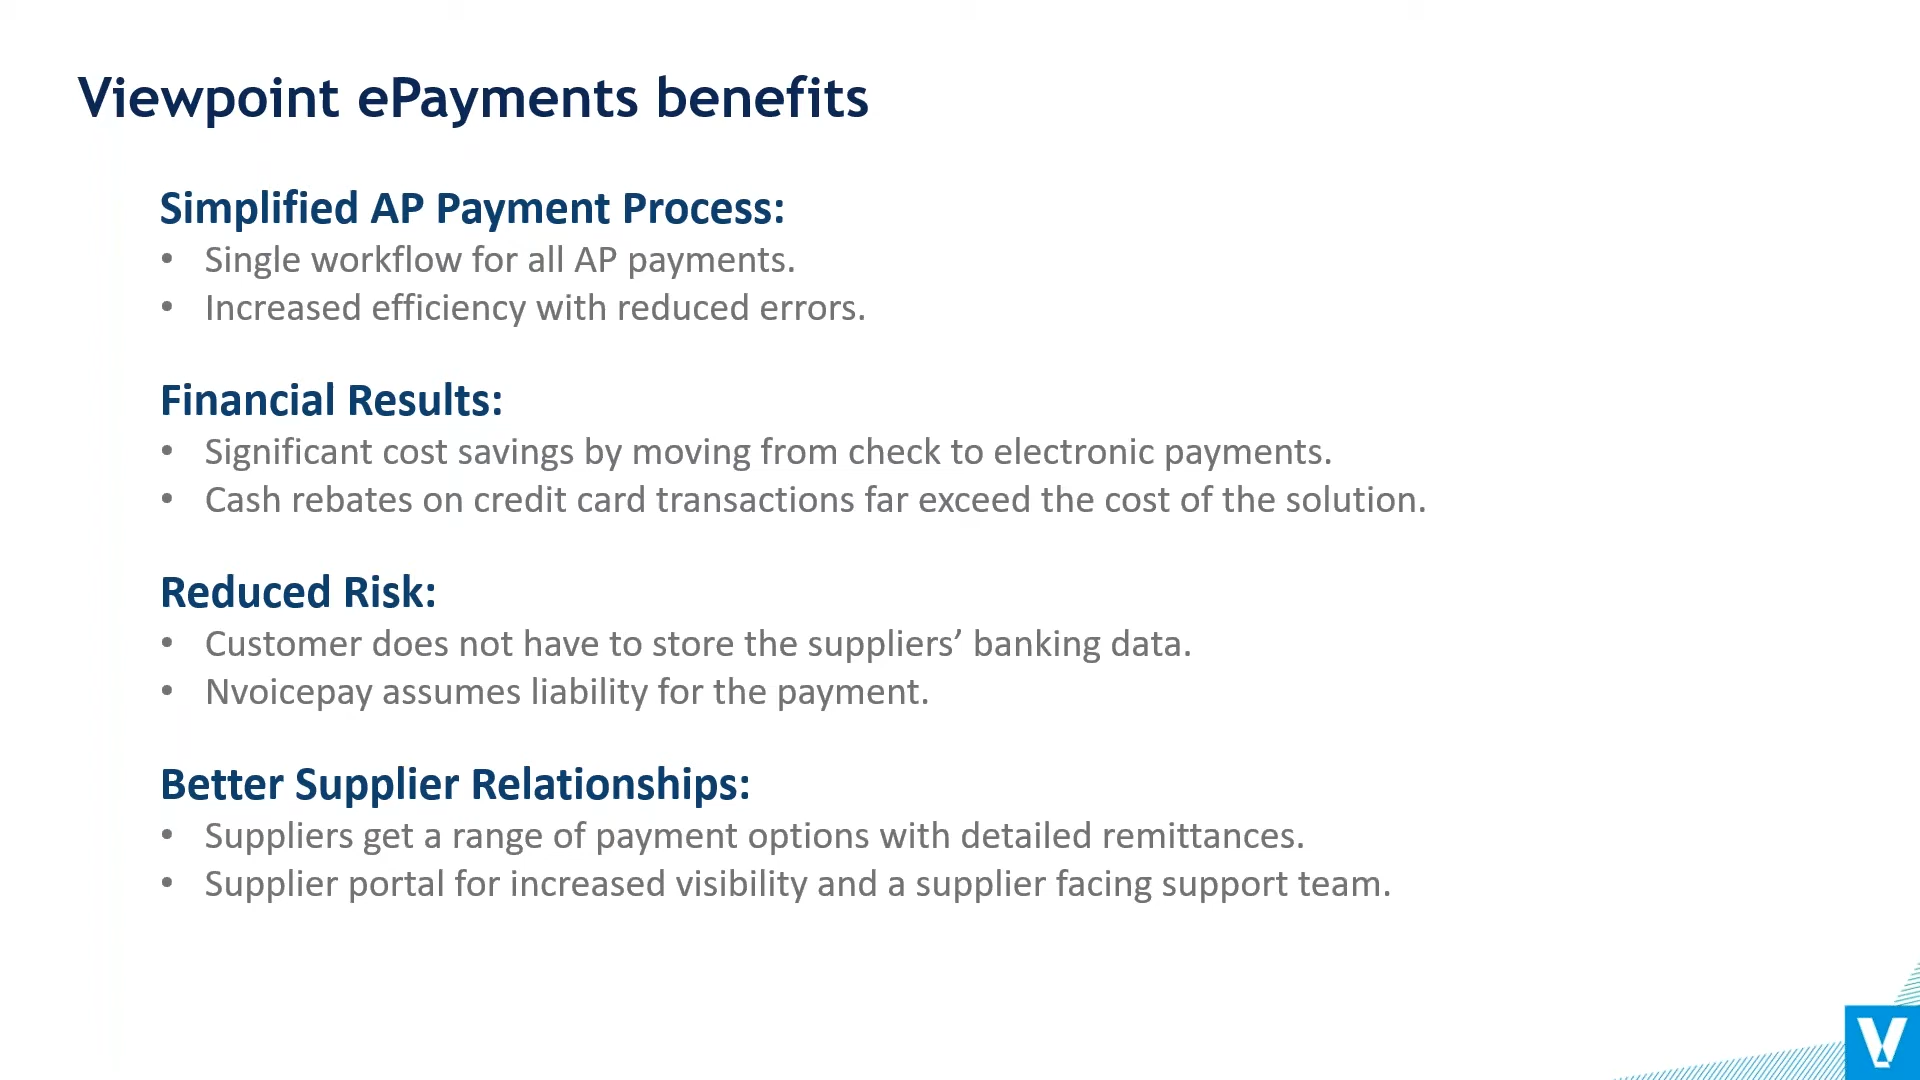 Viewpoint ePayments benefits
Simplified AP Payment Process:
• Single workflow for all AP payments.
• Increased efficiency with reduced errors.
Financial Results:
• Significant cost savings by moving from check to electronic payments.
• Cash rebates on credit card transactions far exceed the cost of the solution.
Reduced Risk:
• Customer does not have to store the suppliers’ banking data.
• Nvoicepay assumes liability for the payment.
Better Supplier Relationships:
• Suppliers get a range of payment options with detailed remittances.
• Supplier portal for increased visibility and a supplier facing support team.